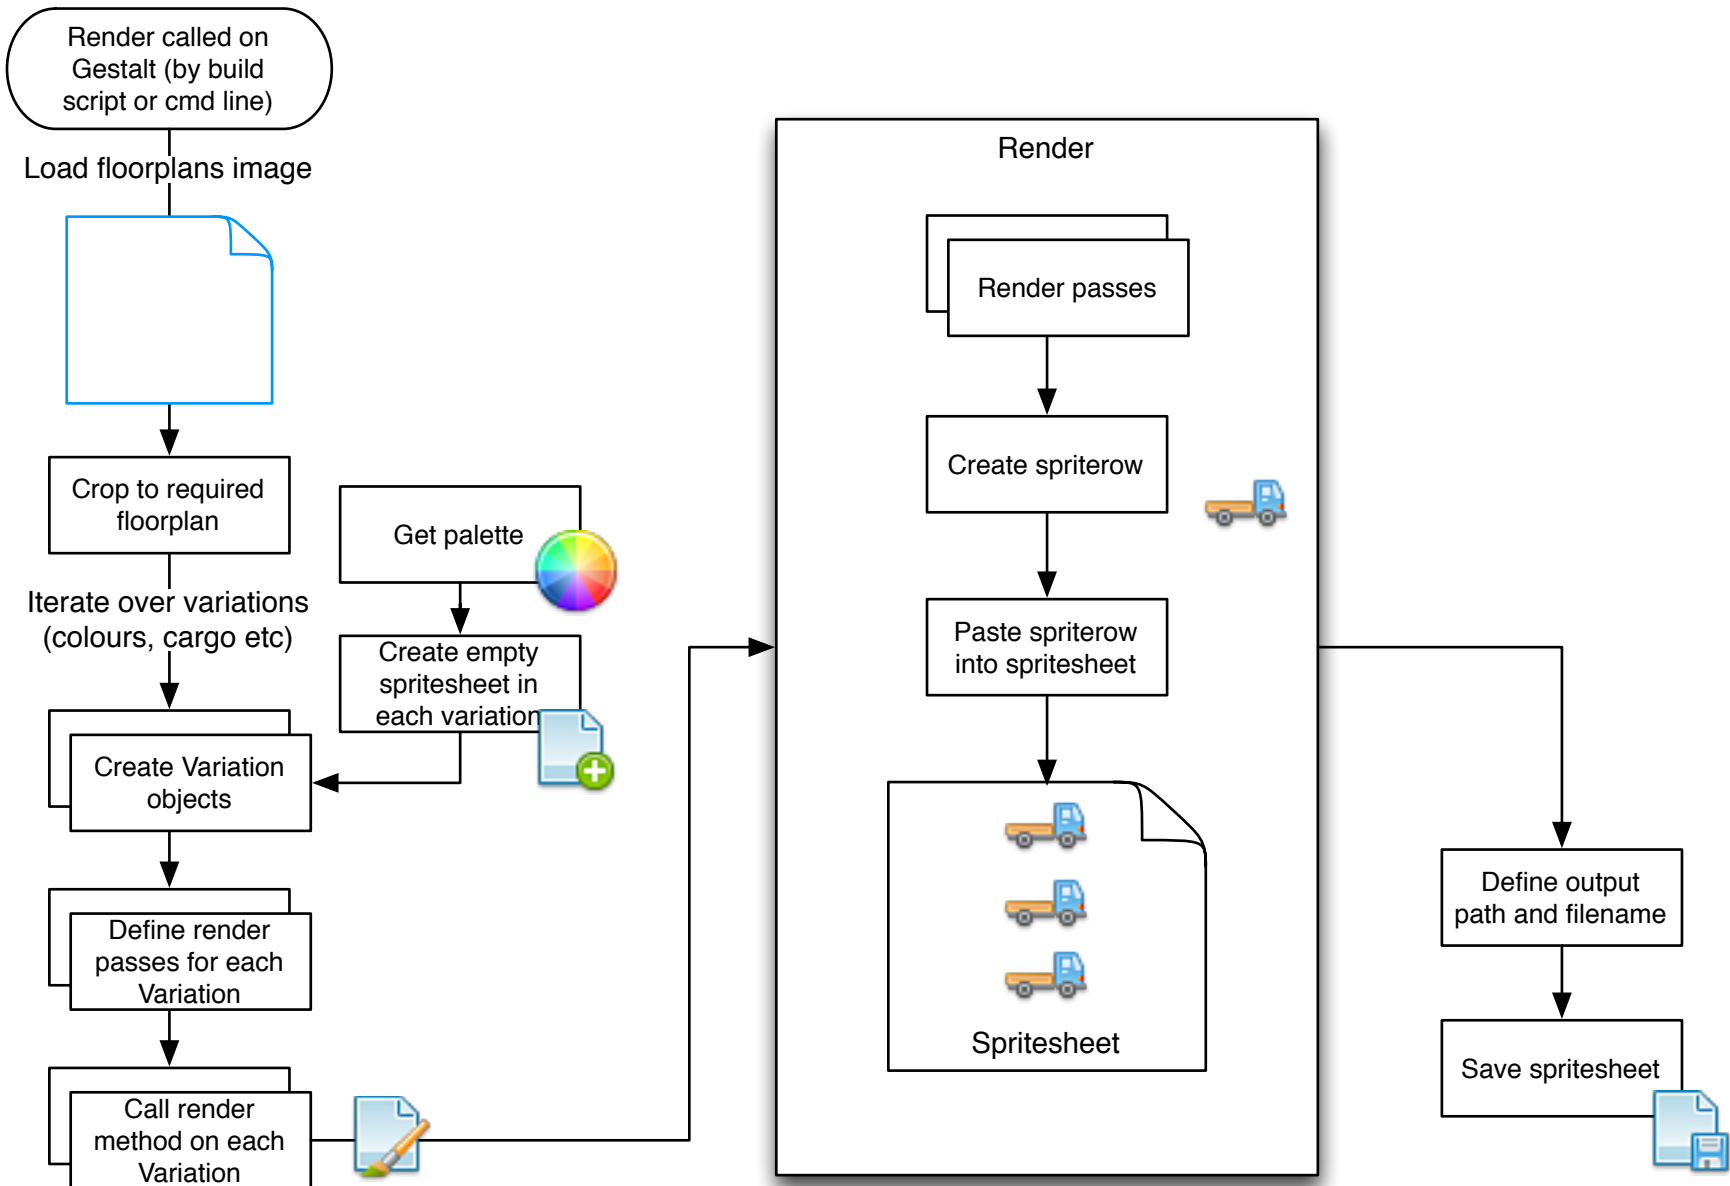 Render called on
Gestalt (by build
script or cmd line)
Load floorplans image
Crop to required
floorplan
Iterate over variations
(colours, cargo etc)
Get palette
Create empty
spritesheet in
each variation
Create Variation
objects
Define render
passes for each
Variation
Call render
method on each
Variation
Render
Render passes
Create spriterow
Paste spriterow
into spritesheet
Spritesheet
Define output
path and filename
Save spritesheet